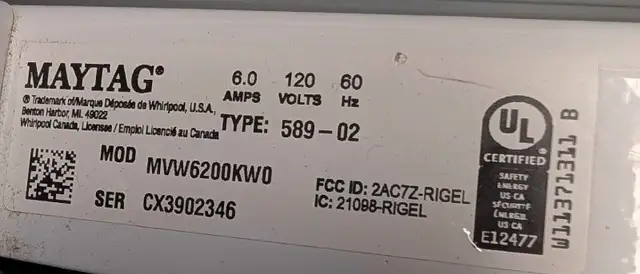 MAYTAG®
® Trademark of/Marque Déposée de Whirlpool, U.S.A.,
Benton Harbor, MI. 49022
Whirlpool Canada, Licensee / Emploi Licencié au Canada
6.0 120 60
AMPS VOLTS Hz
TYPE: 589-02
MOD MVW6200KW0
SER CX3902346
FCC ID: 2AC7Z-RIGEL
IC: 21098-RIGEL
UL
CERTIFIED
SAFETY
ENERGY
US-CA
SÉCURITÉ
ÉNERGIE
US CA
E12477
W11371311 B